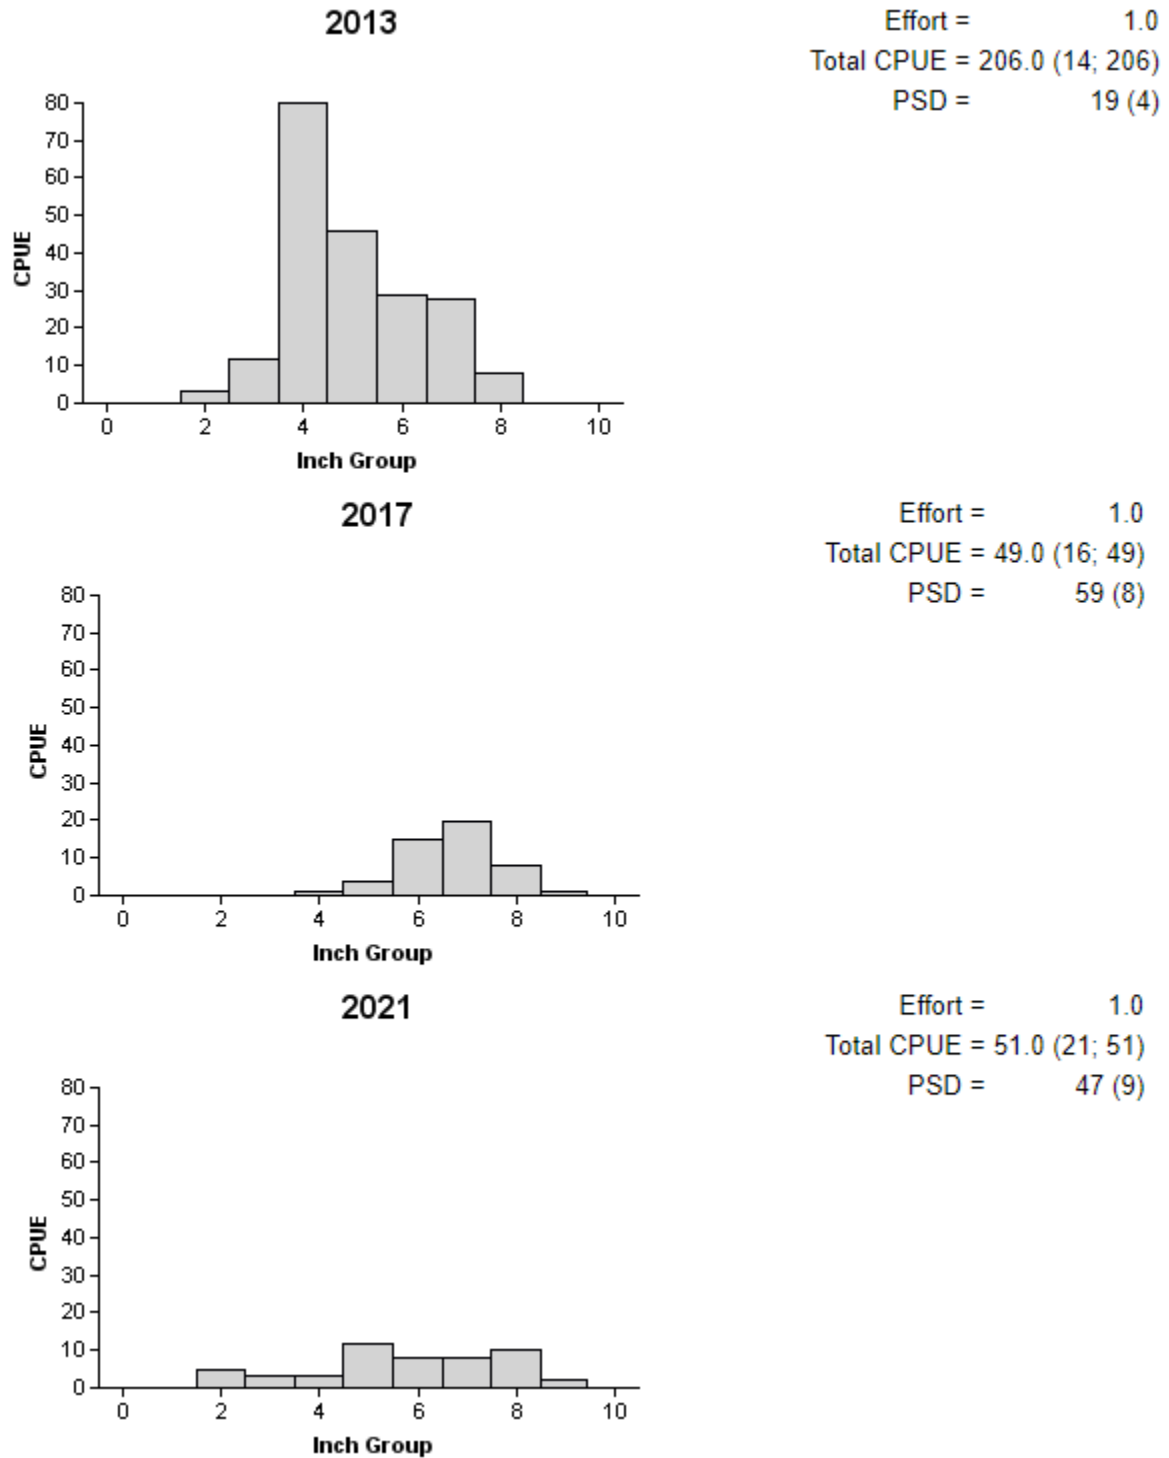 2013
Effort = 1.0
Total CPUE = 206.0 (14; 206)
PSD = 19 (4)
80
70
60
50
40
30
20
10
0
CPUE
0 2 4 6 8 10
Inch Group
2017
Effort = 1.0
Total CPUE = 49.0 (16; 49)
PSD = 59 (8)
80
70
60
50
40
30
20
10
0
CPUE
0 2 4 6 8 10
Inch Group
2021
Effort = 1.0
Total CPUE = 51.0 (21; 51)
PSD = 47 (9)
80
70
60
50
40
30
20
10
0
CPUE
0 2 4 6 8 10
Inch Group